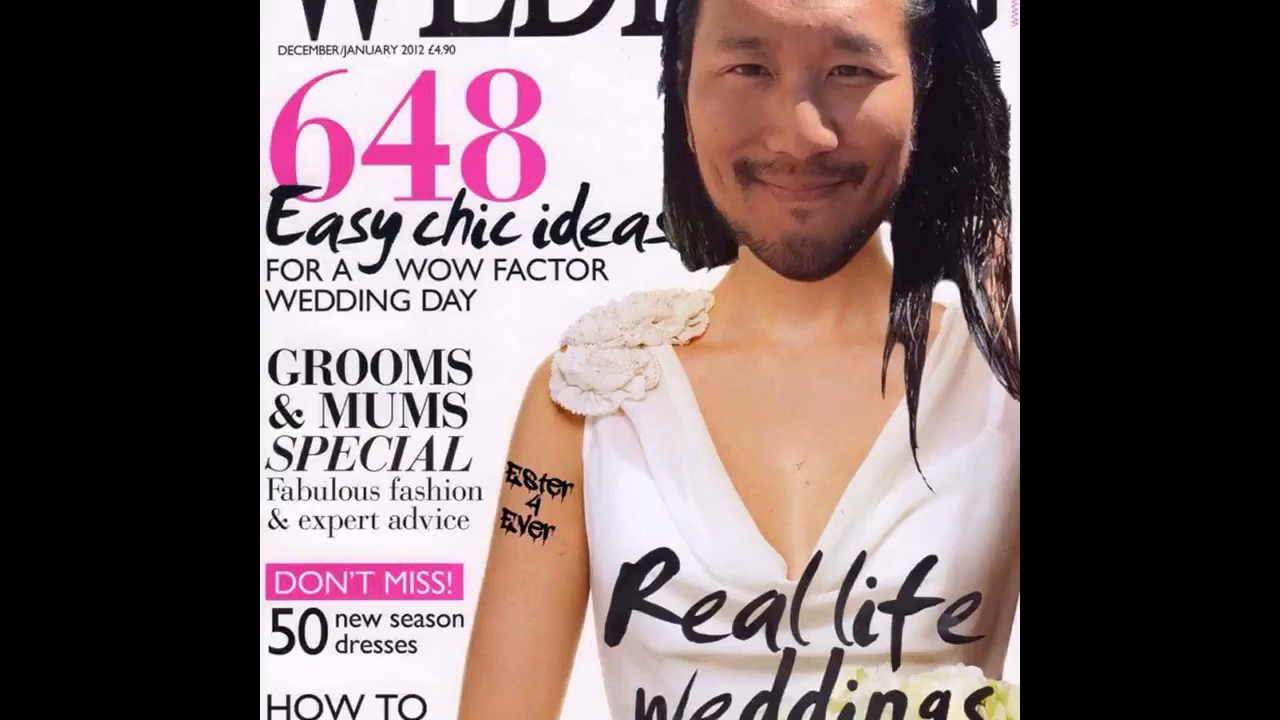 WEDDING
DECEMBER/JANUARY 2012 £4.90
648
Easy chic ideas
FOR A WOW FACTOR
WEDDING DAY
GROOMS
& MUMS
SPECIAL
Fabulous fashion
& expert advice
Ester
4
Ever
DON'T MISS!
50 new season
dresses
HOW TO
Real life
weddings